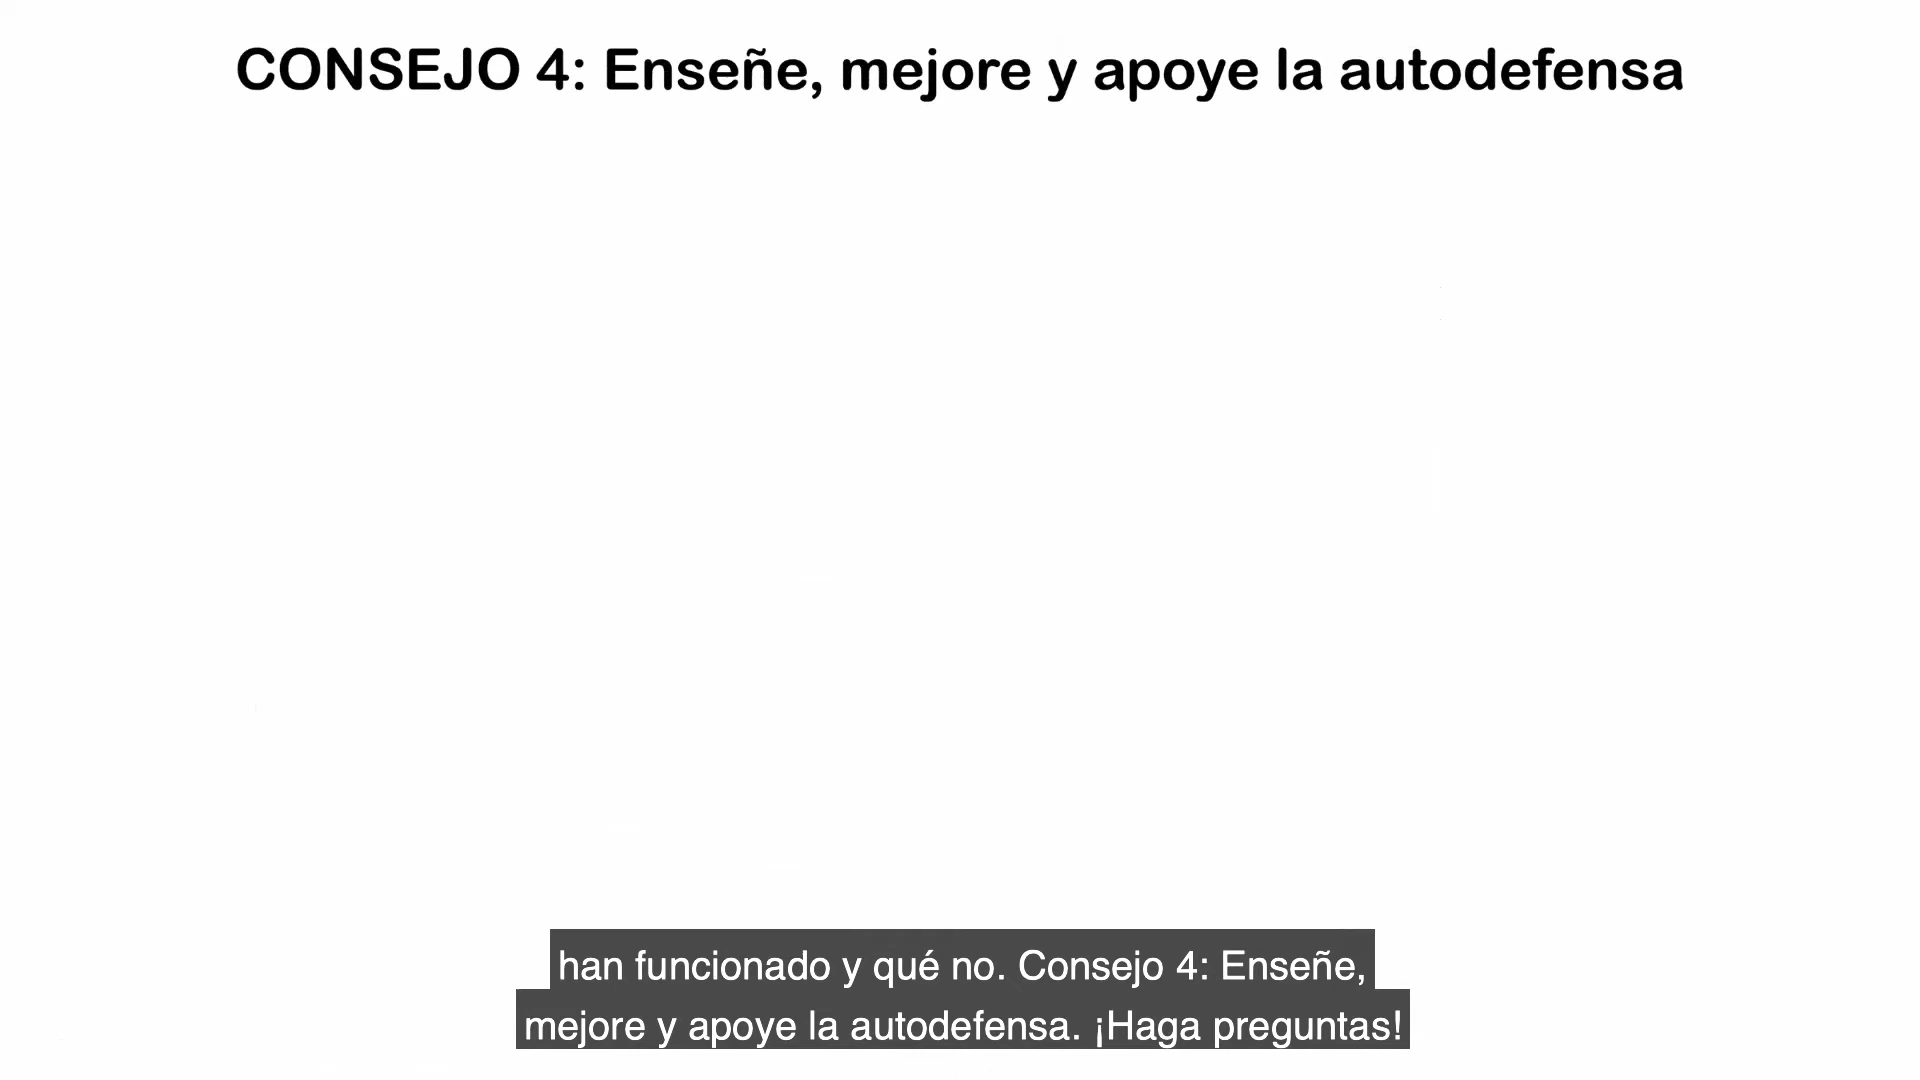 CONSEJO 4: Enseñe, mejore y apoye la autodefensa
han funcionado y qué no. Consejo 4: Enseñe,
mejore y apoye la autodefensa. ¡Haga preguntas!